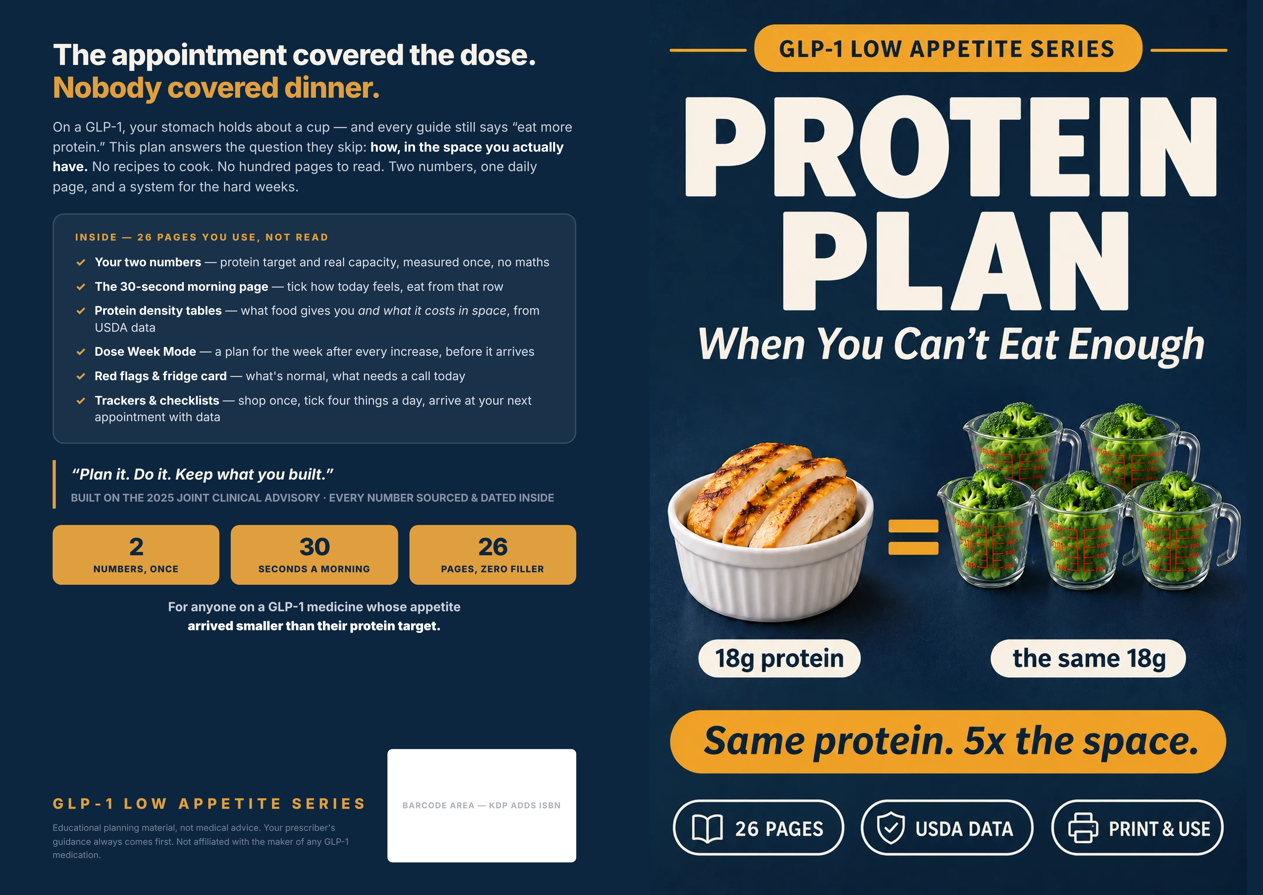 The appointment covered the dose.
Nobody covered dinner.
On a GLP-1, your stomach holds about a cup — and every guide still says “eat more
protein.” This plan answers the question they skip: how, in the space you actually
have. No recipes to cook. No hundred pages to read. Two numbers, one daily
page, and a system for the hard weeks.
INSIDE — 26 PAGES YOU USE, NOT READ
✓ Your two numbers — protein target and real capacity, measured once, no maths
✓ The 30-second morning page — tick how today feels, eat from that row
✓ Protein density tables — what food gives you and what it costs in space, from
USDA data
✓ Dose Week Mode — a plan for the week after every increase, before it arrives
✓ Red flags & fridge card — what's normal, what needs a call today
✓ Trackers & checklists — shop once, tick four things a day, arrive at your next
appointment with data
“Plan it. Do it. Keep what you built.”
BUILT ON THE 2025 JOINT CLINICAL ADVISORY · EVERY NUMBER SOURCED & DATED INSIDE
2
NUMBERS, ONCE
30
SECONDS A MORNING
26
PAGES, ZERO FILLER
For anyone on a GLP-1 medicine whose appetite
arrived smaller than their protein target.
GLP-1 LOW APPETITE SERIES
Educational planning material, not medical advice. Your prescriber's
guidance always comes first. Not affiliated with the maker of any GLP-1
medication.
BARCODE AREA — KDP ADDS ISBN
GLP-1 LOW APPETITE SERIES
PROTEIN
PLAN
When You Can’t Eat Enough
18g protein
the same 18g
Same protein. 5x the space.
26 PAGES
USDA DATA
PRINT & USE